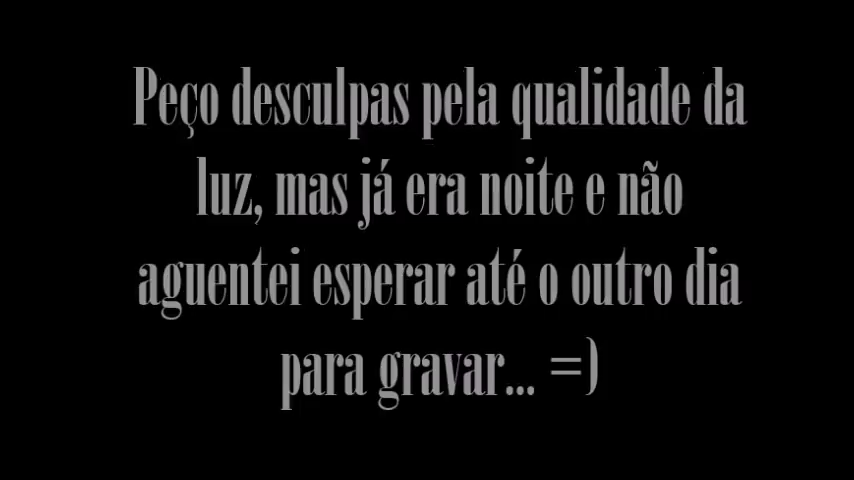 Peço desculpas pela qualidade da
luz, mas já era noite e não
aguentei esperar até o outro dia
para gravar... =)